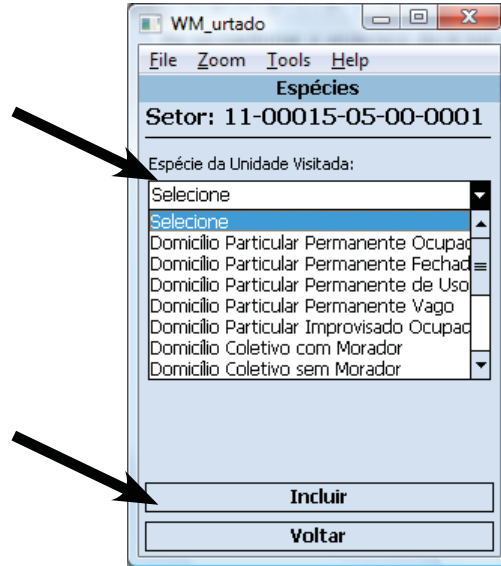 WM_urtado
File Zoom Tools Help
Espécies
Setor: 11-00015-05-00-0001
Espécie da Unidade Visitada:
Selecione
Selecione
Domicílio Particular Permanente Ocupad
Domicílio Particular Permanente Fechad
Domicílio Particular Permanente de Uso
Domicílio Particular Permanente Vago
Domicílio Particular Improvisado Ocupad
Domicílio Coletivo com Morador
Domicílio Coletivo sem Morador
Incluir
Voltar